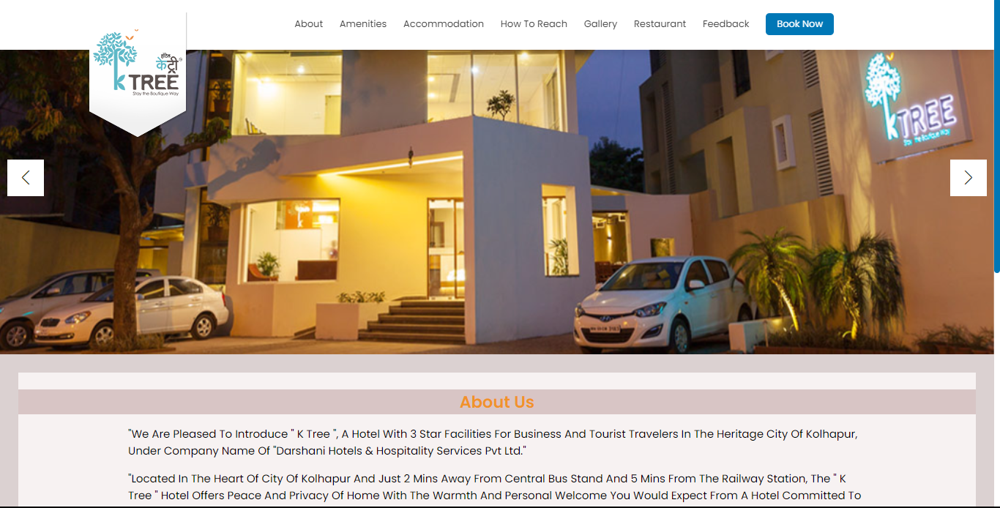 About Amenities Accommodation How To Reach Gallery Restaurant Feedback Book Now
हॉटेल
के ट्री
k TREE
Stay the Boutique Way
k TREE
Stay the Boutique Way
About Us
"We Are Pleased To Introduce " K Tree ", A Hotel With 3 Star Facilities For Business And Tourist Travelers In The Heritage City Of Kolhapur,
Under Company Name Of "Darshani Hotels & Hospitality Services Pvt Ltd."
"Located In The Heart Of City Of Kolhapur And Just 2 Mins Away From Central Bus Stand And 5 Mins From The Railway Station, The " K
Tree " Hotel Offers Peace And Privacy Of Home With The Warmth And Personal Welcome You Would Expect From A Hotel Committed To